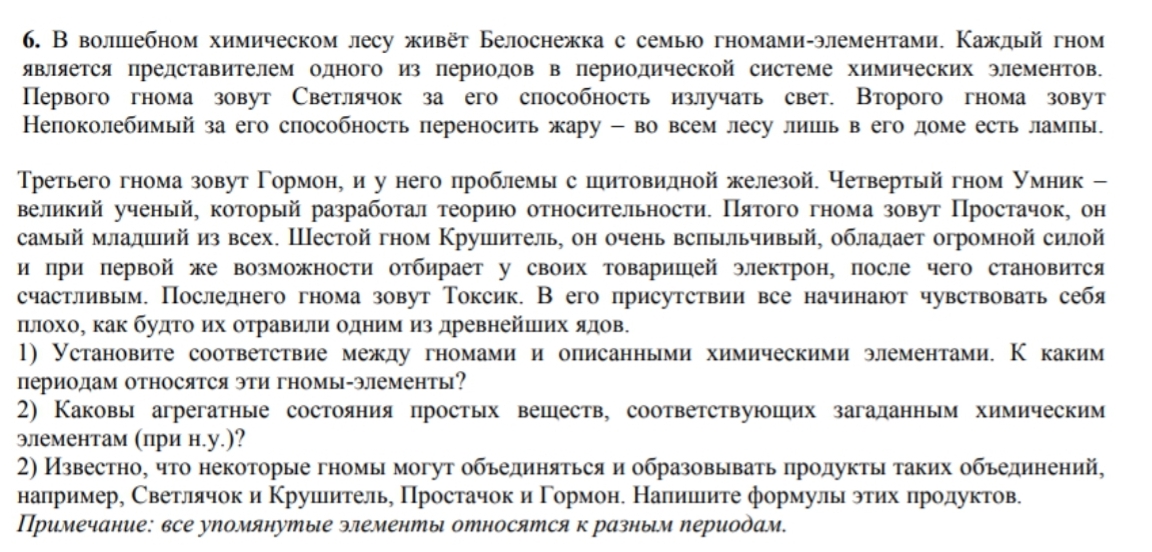 6. В волшебном химическом лесу живёт Белоснежка с семью гномами-элементами. Каждый гном
является представителем одного из периодов в периодической системе химических элементов.
Первого гнома зовут Светлячок за его способность излучать свет. Второго гнома зовут
Непоколебимый за его способность переносить жару – во всем лесу лишь в его доме есть лампы.
Третьего гнома зовут Гормон, и у него проблемы с щитовидной железой. Четвертый гном Умник –
великий ученый, который разработал теорию относительности. Пятого гнома зовут Простачок, он
самый младший из всех. Шестой гном Крушитель, он очень вспыльчивый, обладает огромной силой
и при первой же возможности отбирает у своих товарищей электрон, после чего становится
счастливым. Последнего гнома зовут Токсик. В его присутствии все начинают чувствовать себя
плохо, как будто их отравили одним из древнейших ядов.
1) Установите соответствие между гномами и описанными химическими элементами. К каким
периодам относятся эти гномы-элементы?
2) Каковы агрегатные состояния простых веществ, соответствующих загаданным химическим
элементам (при н.у.)?
2) Известно, что некоторые гномы могут объединяться и образовывать продукты таких объединений,
например, Светлячок и Крушитель, Простачок и Гормон. Напишите формулы этих продуктов.
Примечание: все упомянутые элементы относятся к разным периодам.